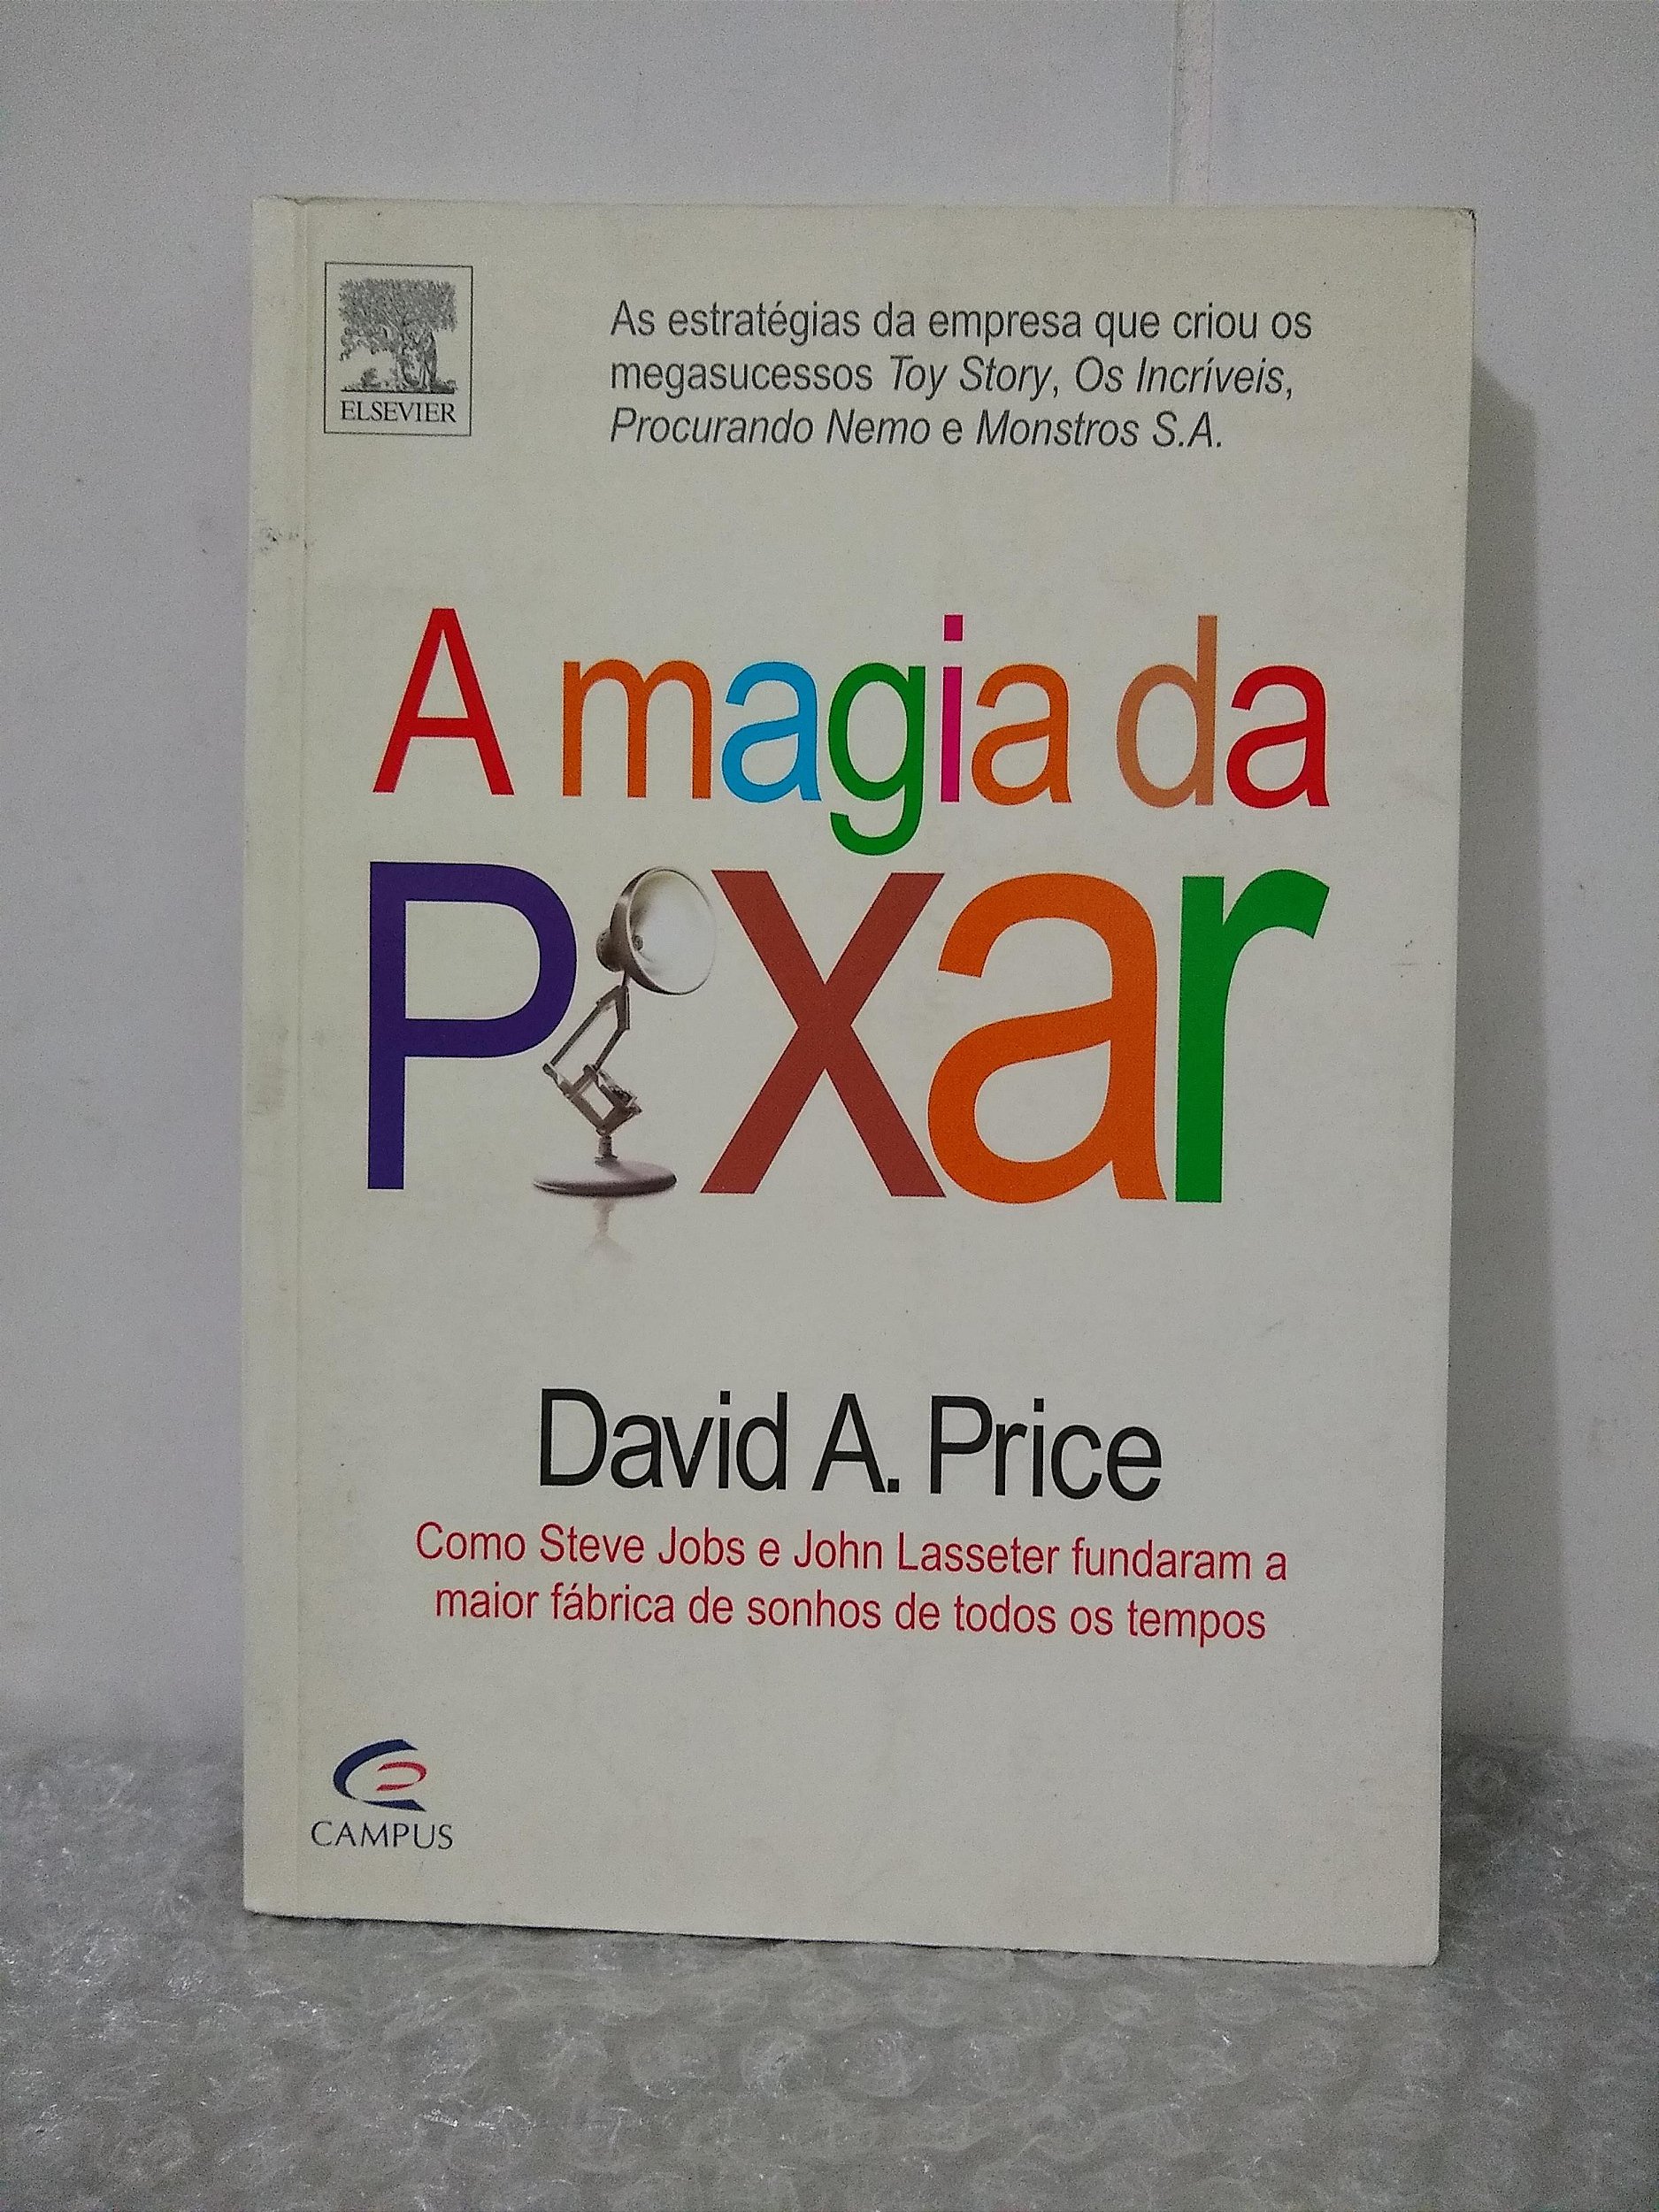 ELSEVIER
As estratégias da empresa que criou os
megasucessos Toy Story, Os Incríveis,
Procurando Nemo e Monstros S.A.
A magia da
Pixar
David A. Price
Como Steve Jobs e John Lasseter fundaram a
maior fábrica de sonhos de todos os tempos
CAMPUS